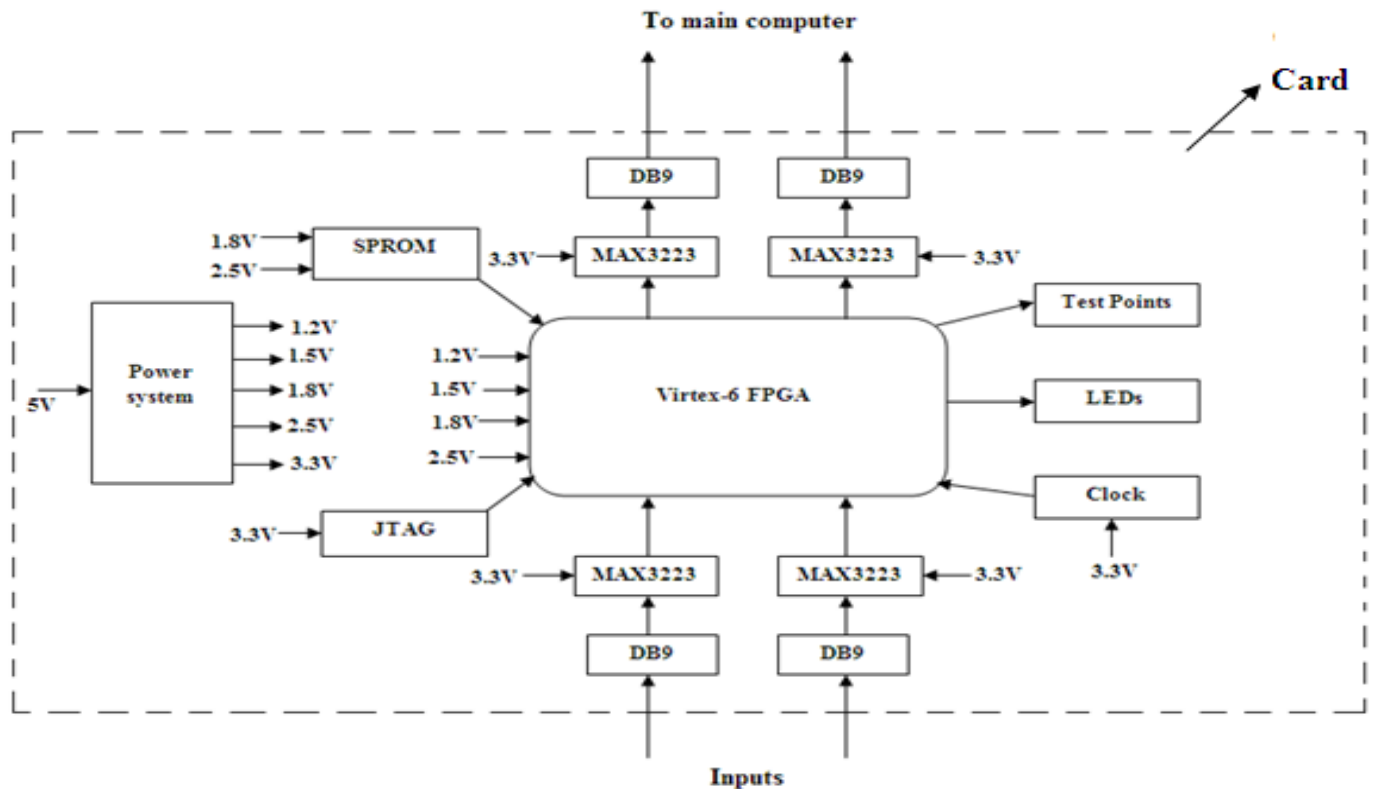 To main computer
Card
DB9
DB9
1.8V
SPROM
2.5V
3.3V
MAX3223
MAX3223
3.3V
Test Points
5V
Power
system
1.2V
1.5V
1.8V
2.5V
3.3V
1.2V
1.5V
1.8V
2.5V
Virtex-6 FPGA
LEDs
Clock
3.3V
3.3V
JTAG
3.3V
MAX3223
MAX3223
3.3V
DB9
DB9
Inputs